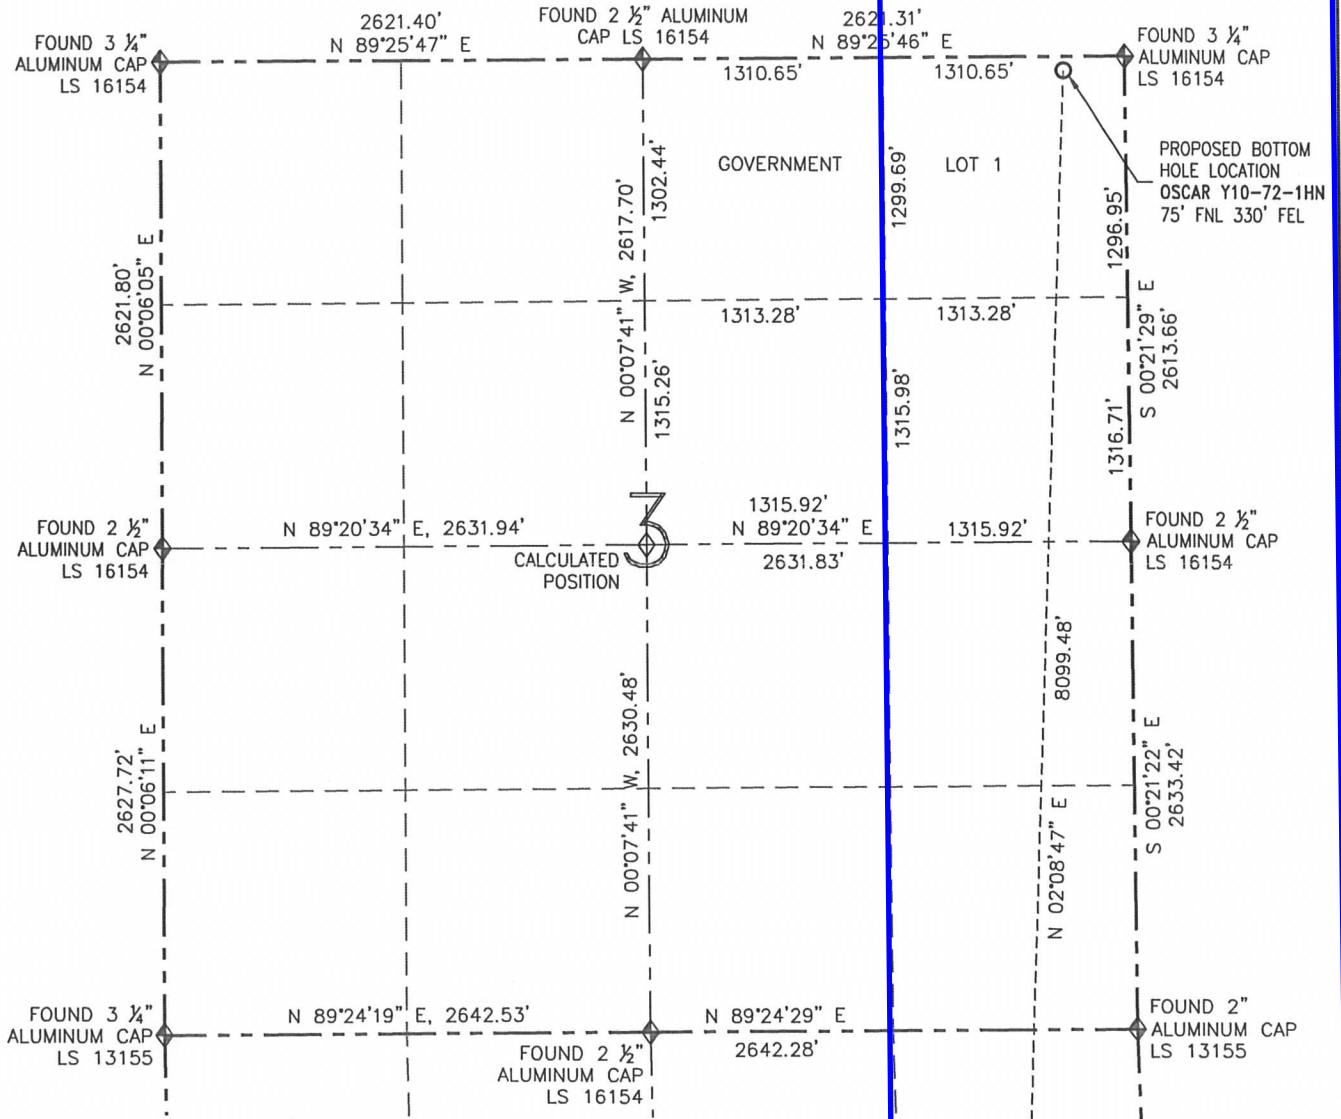 2621.40'
N 89°25'47" E
FOUND 2 ½" ALUMINUM
CAP LS 16154
2621.31'
N 89°25'46" E
FOUND 3 ¼"
ALUMINUM CAP
LS 16154
FOUND 3 ¼"
ALUMINUM CAP
LS 16154
1310.65'
1310.65'
PROPOSED BOTTOM
HOLE LOCATION
OSCAR Y10-72-1HN
75' FNL 330' FEL
GOVERNMENT LOT 1
2621.80'
N 00°06'05" E
N 00°07'41" W, 2617.70'
1302.44'
1299.69'
1296.95'
S 00°21'29" E
2613.66'
1313.28'
1313.28'
1315.26'
1315.98'
1316.71'
FOUND 2 ½"
ALUMINUM CAP
LS 16154
N 89°20'34" E, 2631.94'
3
CALCULATED
POSITION
1315.92'
N 89°20'34" E
2631.83'
1315.92'
FOUND 2 ½"
ALUMINUM CAP
LS 16154
2627.72'
N 00°06'11" E
N 00°07'41" W, 2630.48'
8099.48'
N 02°08'47" E
S 00°21'22" E
2633.42'
FOUND 3 ¼"
ALUMINUM CAP
LS 13155
N 89°24'19" E, 2642.53'
FOUND 2 ½"
ALUMINUM CAP
LS 16154
N 89°24'29" E
2642.28'
FOUND 2"
ALUMINUM CAP
LS 13155